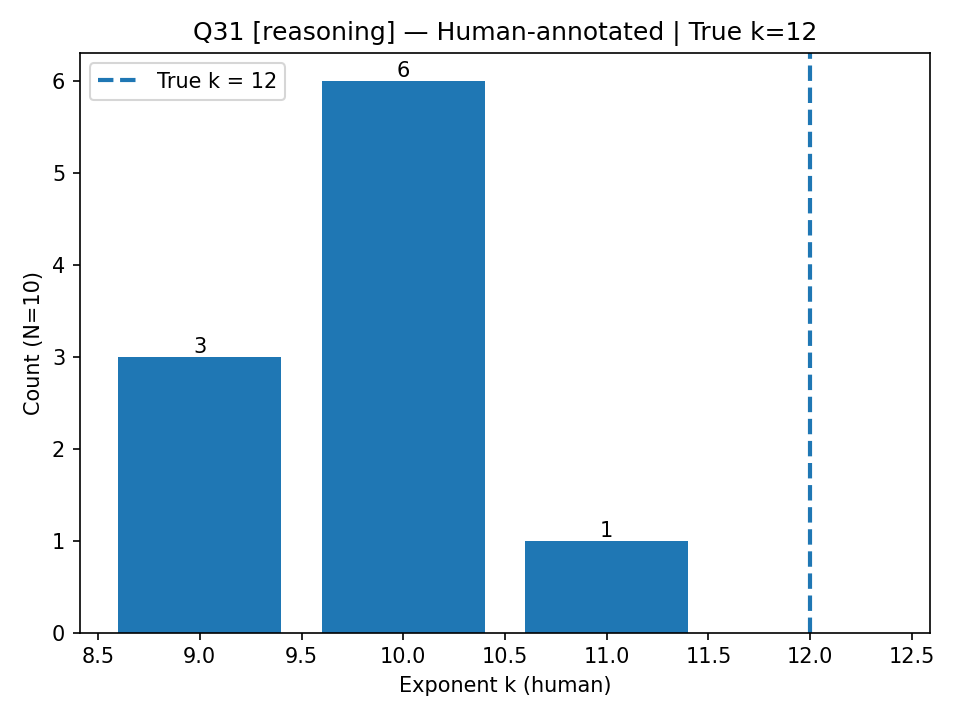 Q31 [reasoning] — Human-annotated | True k=12
True k = 12
Count (N=10)
6
5
4
3
2
1
0
3
6
1
8.5 9.0 9.5 10.0 10.5 11.0 11.5 12.0 12.5
Exponent k (human)